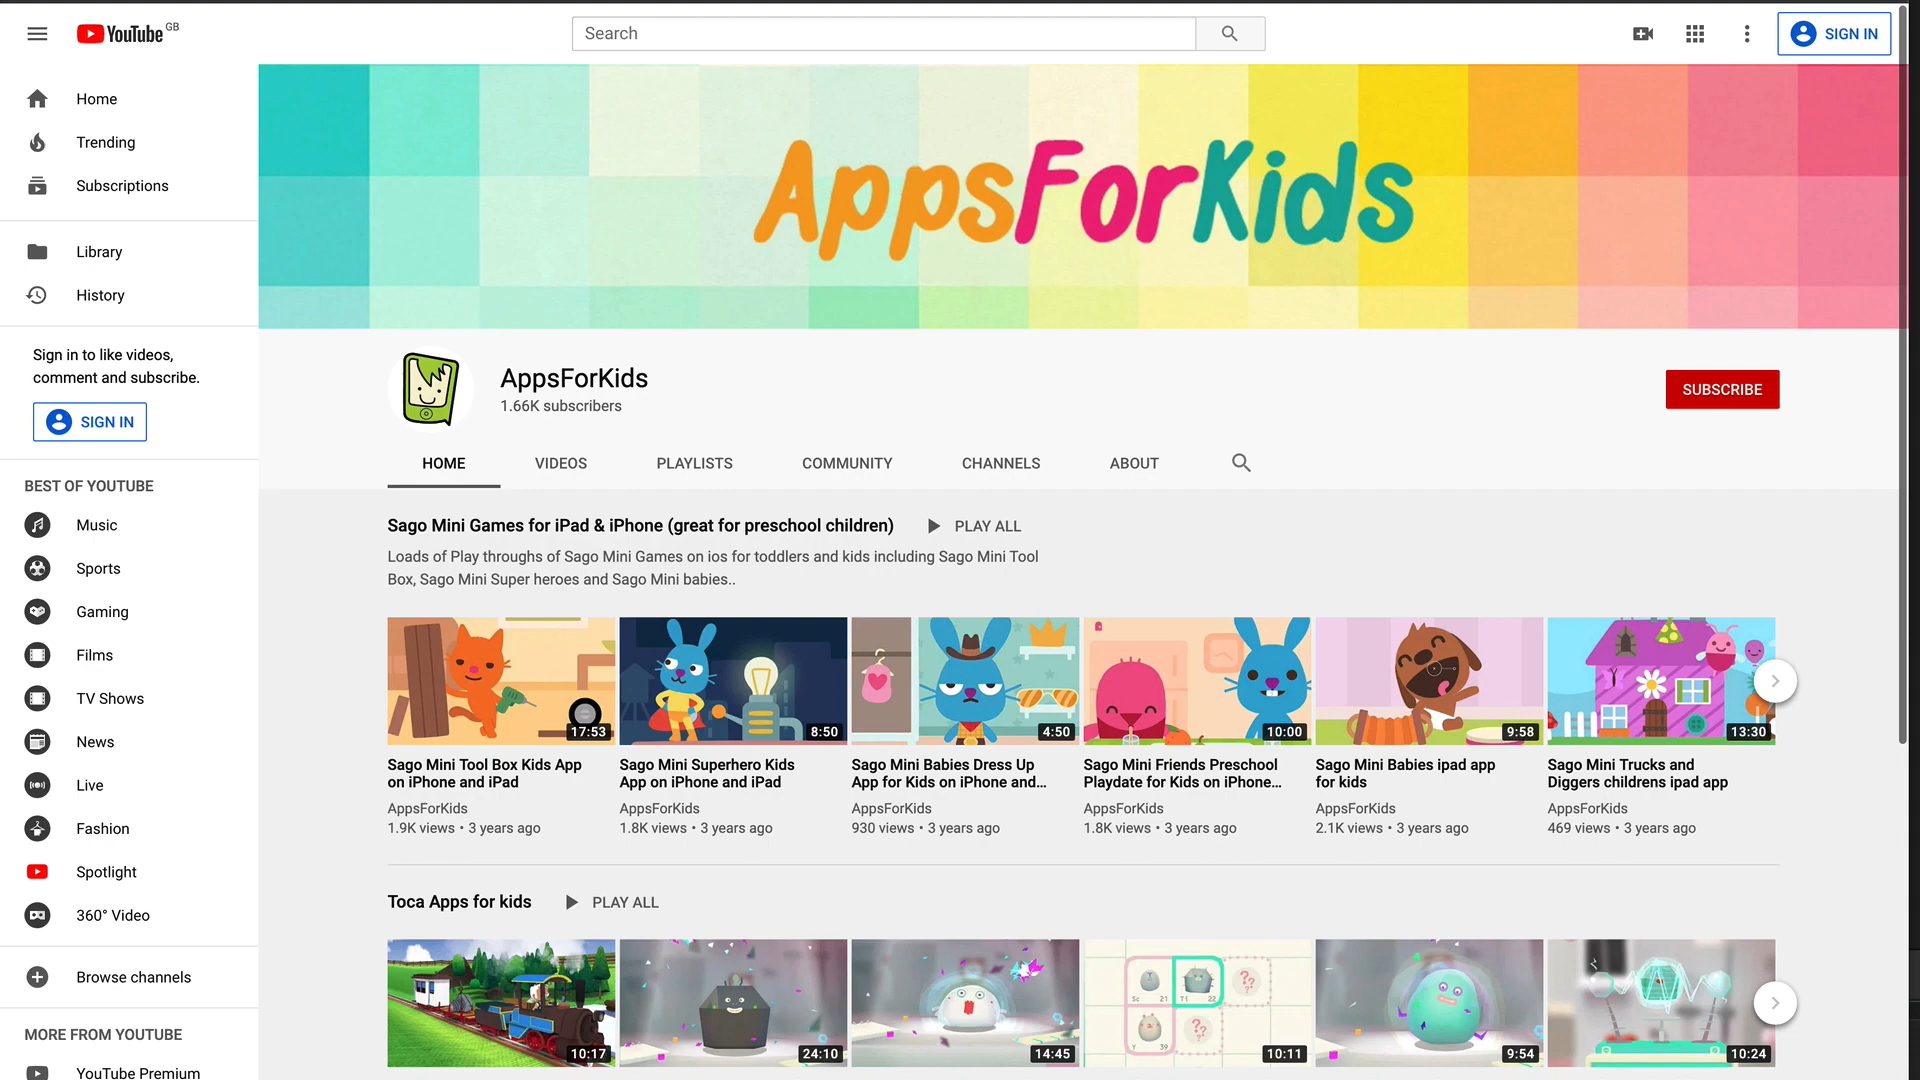 YouTube GB
Search
SIGN IN
Home
Trending
Subscriptions
Library
History
Sign in to like videos,
comment and subscribe.
SIGN IN
BEST OF YOUTUBE
Music
Sports
Gaming
Films
TV Shows
News
Live
Fashion
Spotlight
360° Video
Browse channels
MORE FROM YOUTUBE
YouTube Premium
AppsForKids
AppsForKids
1.66K subscribers
SUBSCRIBE
HOME VIDEOS PLAYLISTS COMMUNITY CHANNELS ABOUT
Sago Mini Games for iPad & iPhone (great for preschool children) PLAY ALL
Loads of Play throughs of Sago Mini Games on ios for toddlers and kids including Sago Mini Tool
Box, Sago Mini Super heroes and Sago Mini babies..
17:53
Sago Mini Tool Box Kids App
on iPhone and iPad
AppsForKids
1.9K views • 3 years ago
8:50
Sago Mini Superhero Kids
App on iPhone and iPad
AppsForKids
1.8K views • 3 years ago
4:50
Sago Mini Babies Dress Up
App for Kids on iPhone and...
AppsForKids
930 views • 3 years ago
10:00
Sago Mini Friends Preschool
Playdate for Kids on iPhone...
AppsForKids
1.8K views • 3 years ago
9:58
Sago Mini Babies ipad app
for kids
AppsForKids
2.1K views • 3 years ago
13:30
Sago Mini Trucks and
Diggers childrens ipad app
AppsForKids
469 views • 3 years ago
Toca Apps for kids PLAY ALL
10:17
24:10
14:45
Sc 21 Ti 22 ??
Y 39 ??
10:11
9:54
10:24